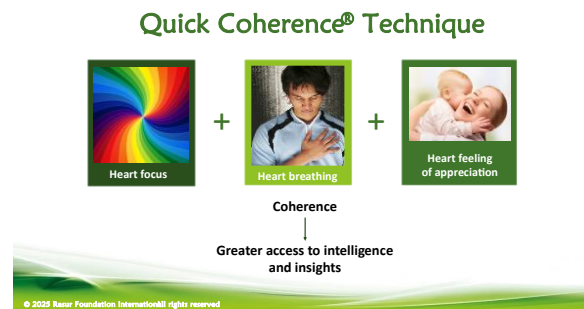 Quick Coherence® Technique
+
+
Heart focus
Heart breathing
Heart feeling
of appreciation
Coherence
Greater access to intelligence
and insights
© 2025 Rasur Foundation InternationAll rights reserved